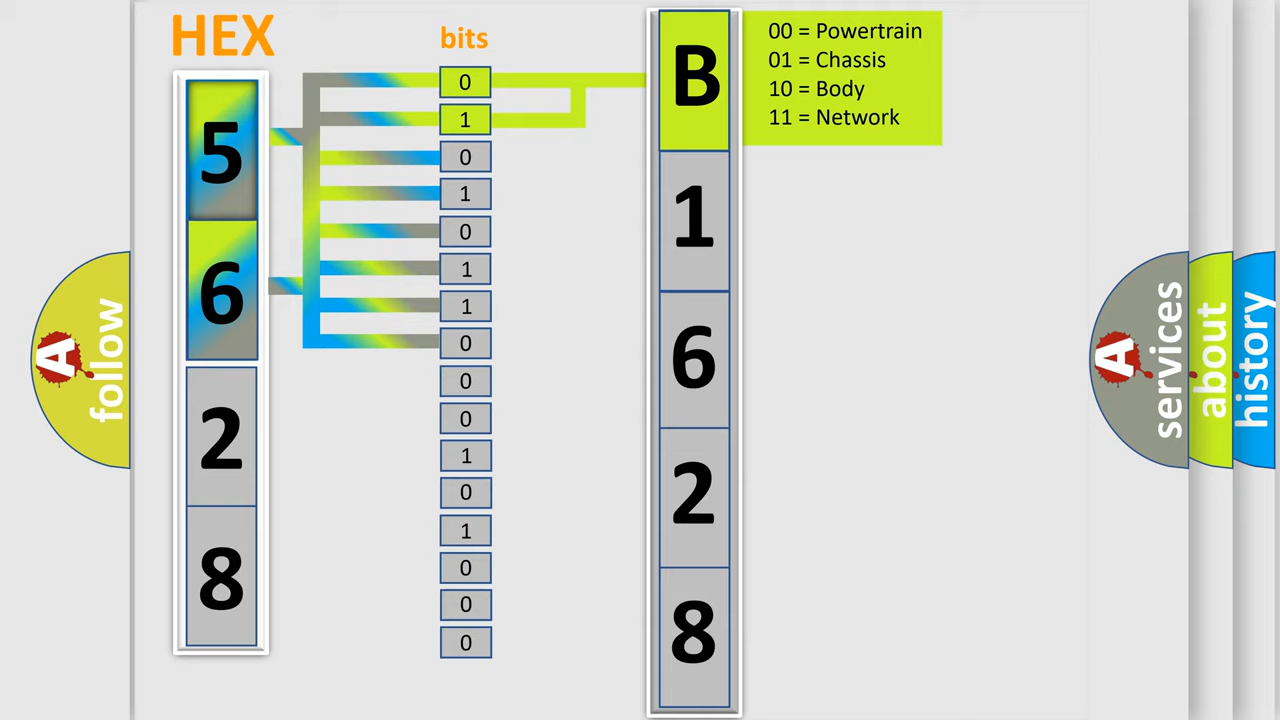 HEX
bits
5
6
2
8
0
1
0
1
0
1
1
0
0
0
1
0
1
0
0
0
B
1
6
2
8
00 = Powertrain
01 = Chassis
10 = Body
11 = Network
A follow
A services
about
history